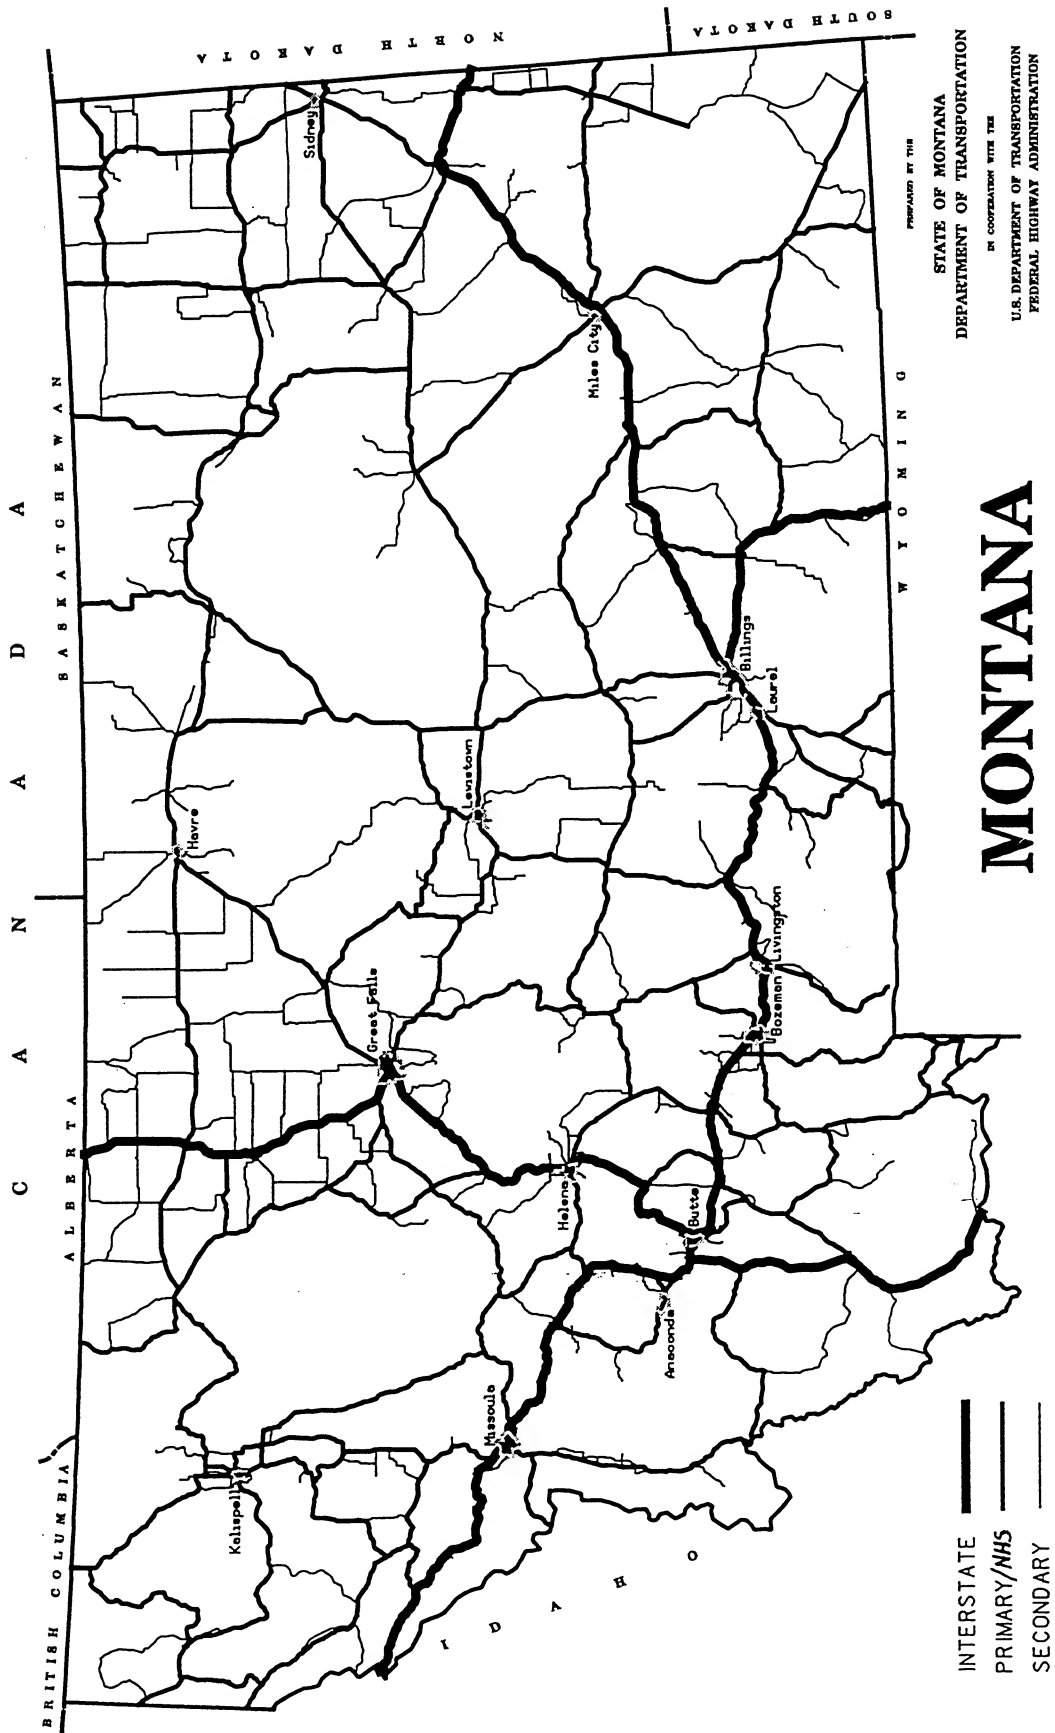 CANADA
BRITISH COLUMBIA
ALBERTA
SASKATCHEWAN
NORTH DAKOTA
SOUTH DAKOTA
WYOMING
IDAHO
Kalispell
Havre
Sidney
Great Falls
Lewistown
Missoula
Helena
Miles City
Anaconda
Butte
Bozeman
Livingston
Billings
Laurel
INTERSTATE
PRIMARY/NHS
SECONDARY
MONTANA
PREPARED BY THE
STATE OF MONTANA
DEPARTMENT OF TRANSPORTATION
IN COOPERATION WITH THE
U.S. DEPARTMENT OF TRANSPORTATION
FEDERAL HIGHWAY ADMINISTRATION